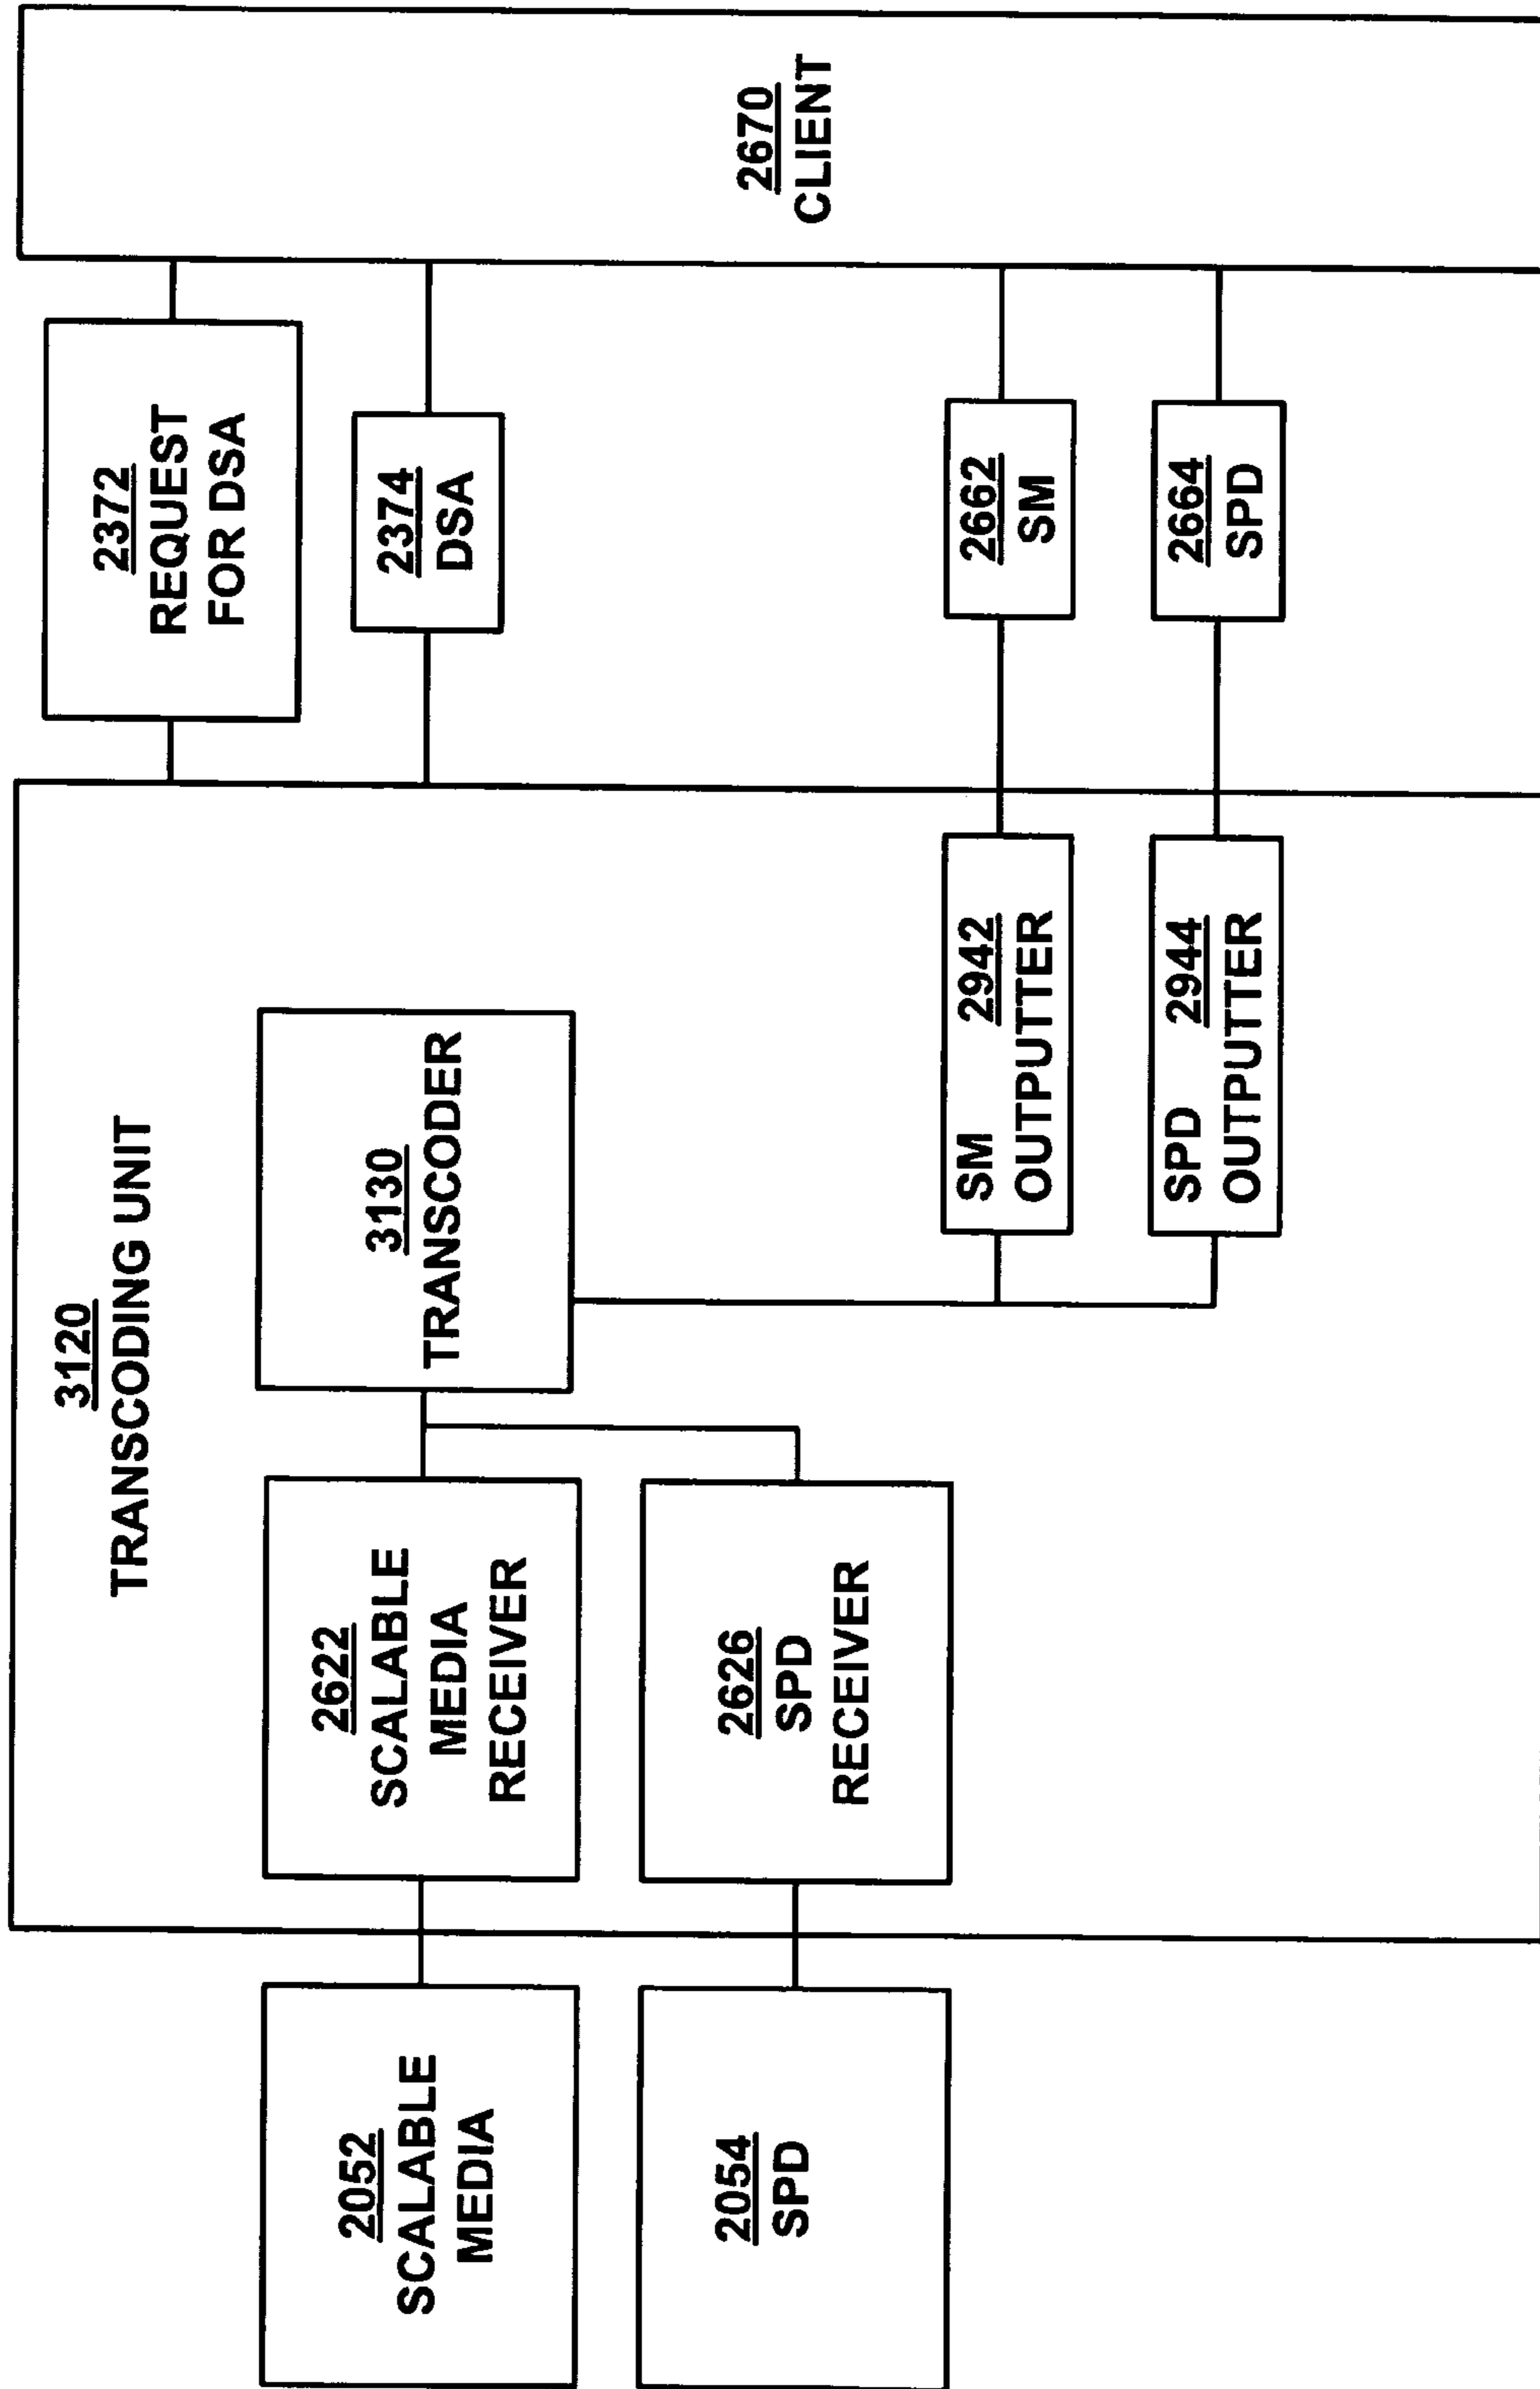 3120
TRANSCODING UNIT
2372
REQUEST
FOR DSA
2374
DSA
2670
CLIENT
2052
SCALABLE
MEDIA
2622
SCALABLE
MEDIA
RECEIVER
3130
TRANSCODER
2054
SPD
2626
SPD
RECEIVER
SM 2942
OUTPUTTER
2662
SM
SPD 2944
OUTPUTTER
2664
SPD